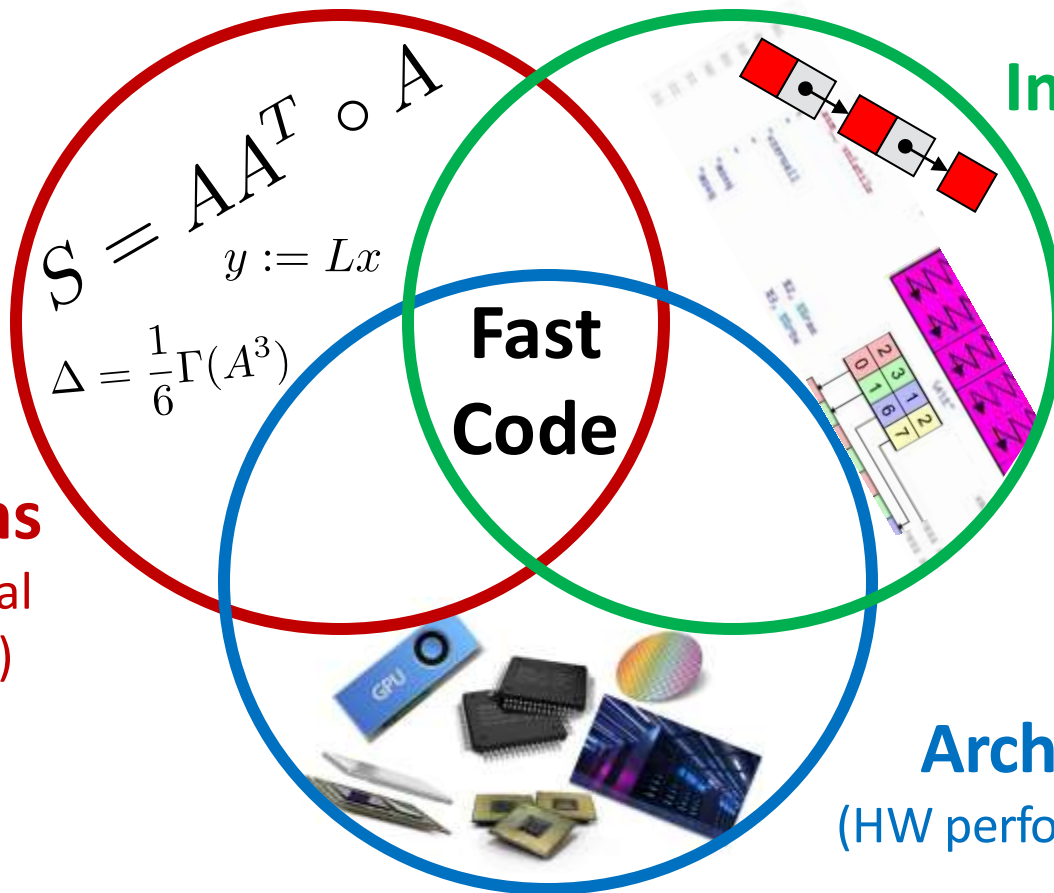 S = AA^T ∘ A
In
y := Lx
Δ = 1/6 Γ(A^3)
Fast
Code
2 3 1 2
0 1 6 7
ns
al
)
GPU
Arch
(HW perfo